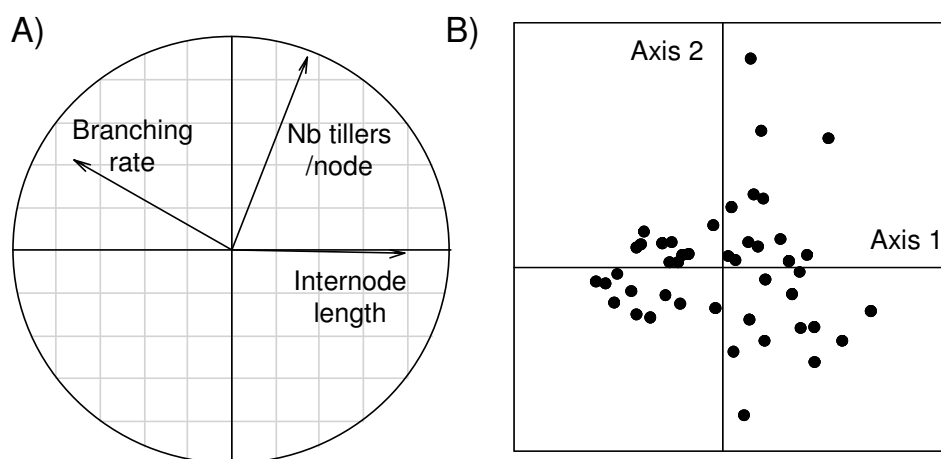 A)
Branching
rate
Nb tillers
/node
Internode
length
B)
Axis 2
Axis 1